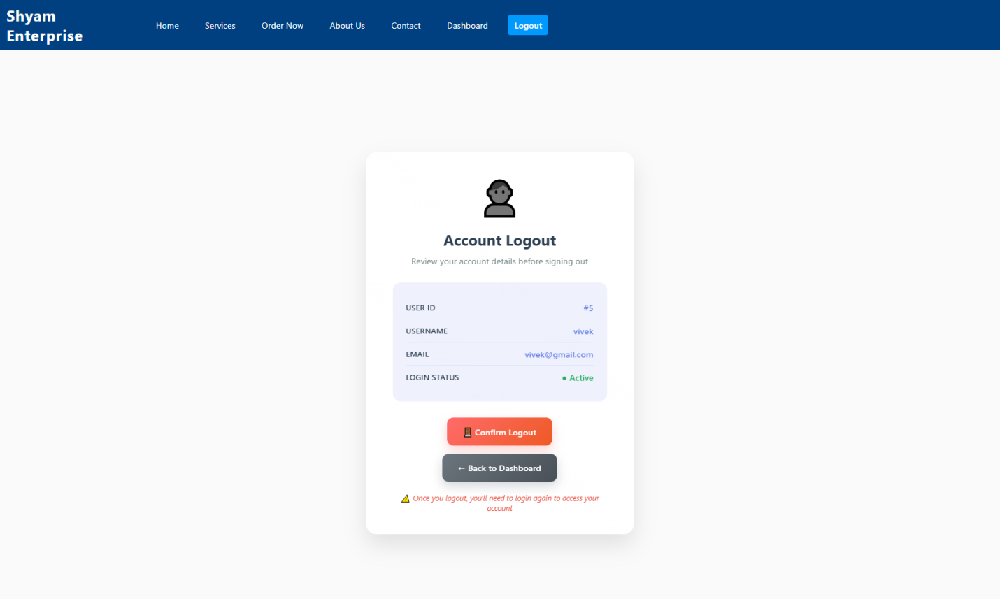 Shyam
Enterprise
Home Services Order Now About Us Contact Dashboard Logout
Account Logout
Review your account details before signing out
USER ID #5
USERNAME vivek
EMAIL vivek@gmail.com
LOGIN STATUS ● Active
🚪 Confirm Logout
← Back to Dashboard
⚠️ Once you logout, you'll need to login again to access your
account